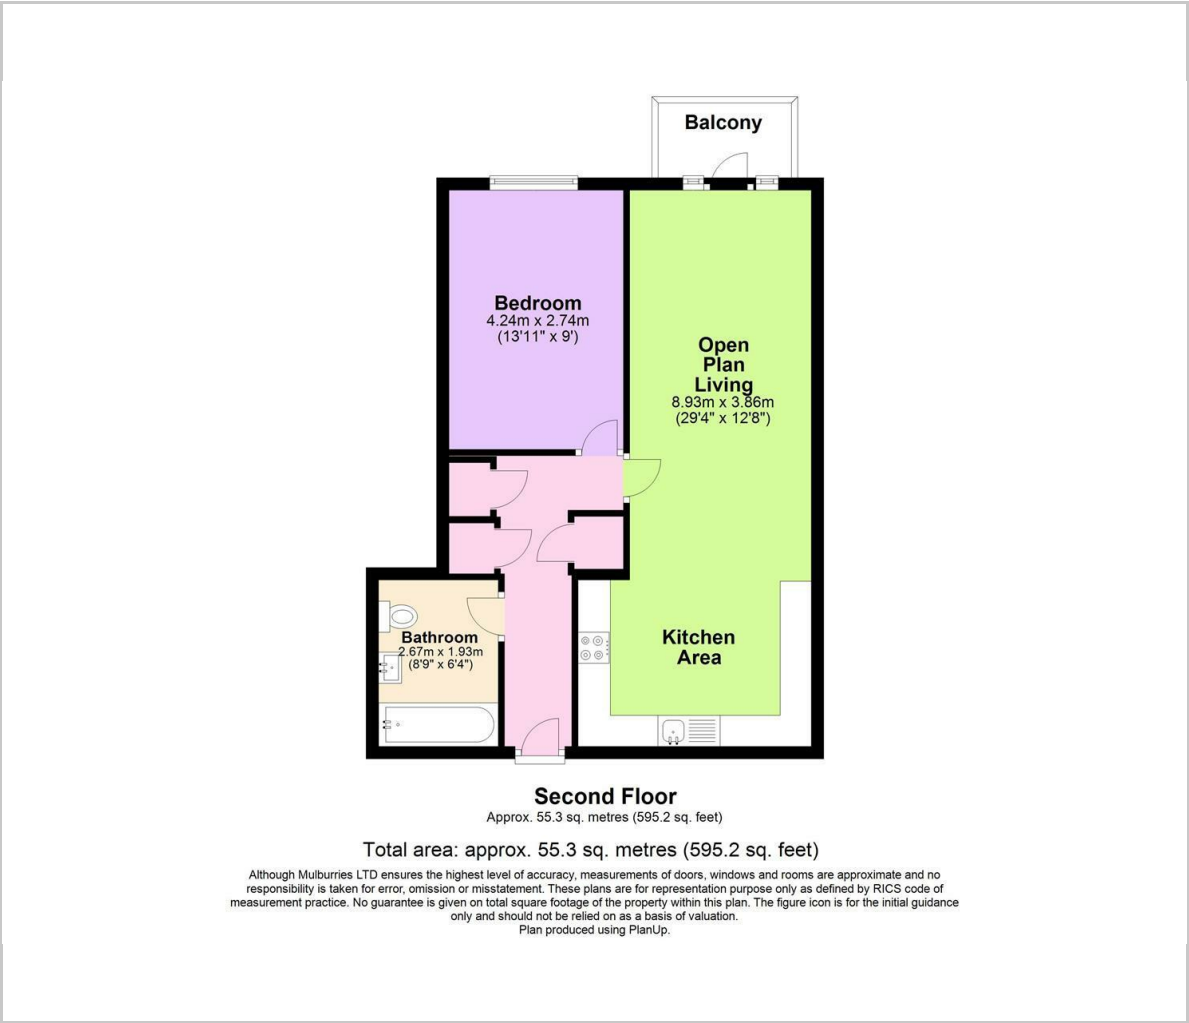 Balcony
Bedroom
4.24m x 2.74m
(13'11" x 9')
Open
Plan
Living
8.93m x 3.86m
(29'4" x 12'8")
Bathroom
2.67m x 1.93m
(8'9" x 6'4")
Kitchen
Area
Second Floor
Approx. 55.3 sq. metres (595.2 sq. feet)
Total area: approx. 55.3 sq. metres (595.2 sq. feet)
Although Mulburries LTD ensures the highest level of accuracy, measurements of doors, windows and rooms are approximate and no
responsibility is taken for error, omission or misstatement. These plans are for representation purpose only as defined by RICS code of
measurement practice. No guarantee is given on total square footage of the property within this plan. The figure icon is for the initial guidance
only and should not be relied on as a basis of valuation.
Plan produced using PlanUp.